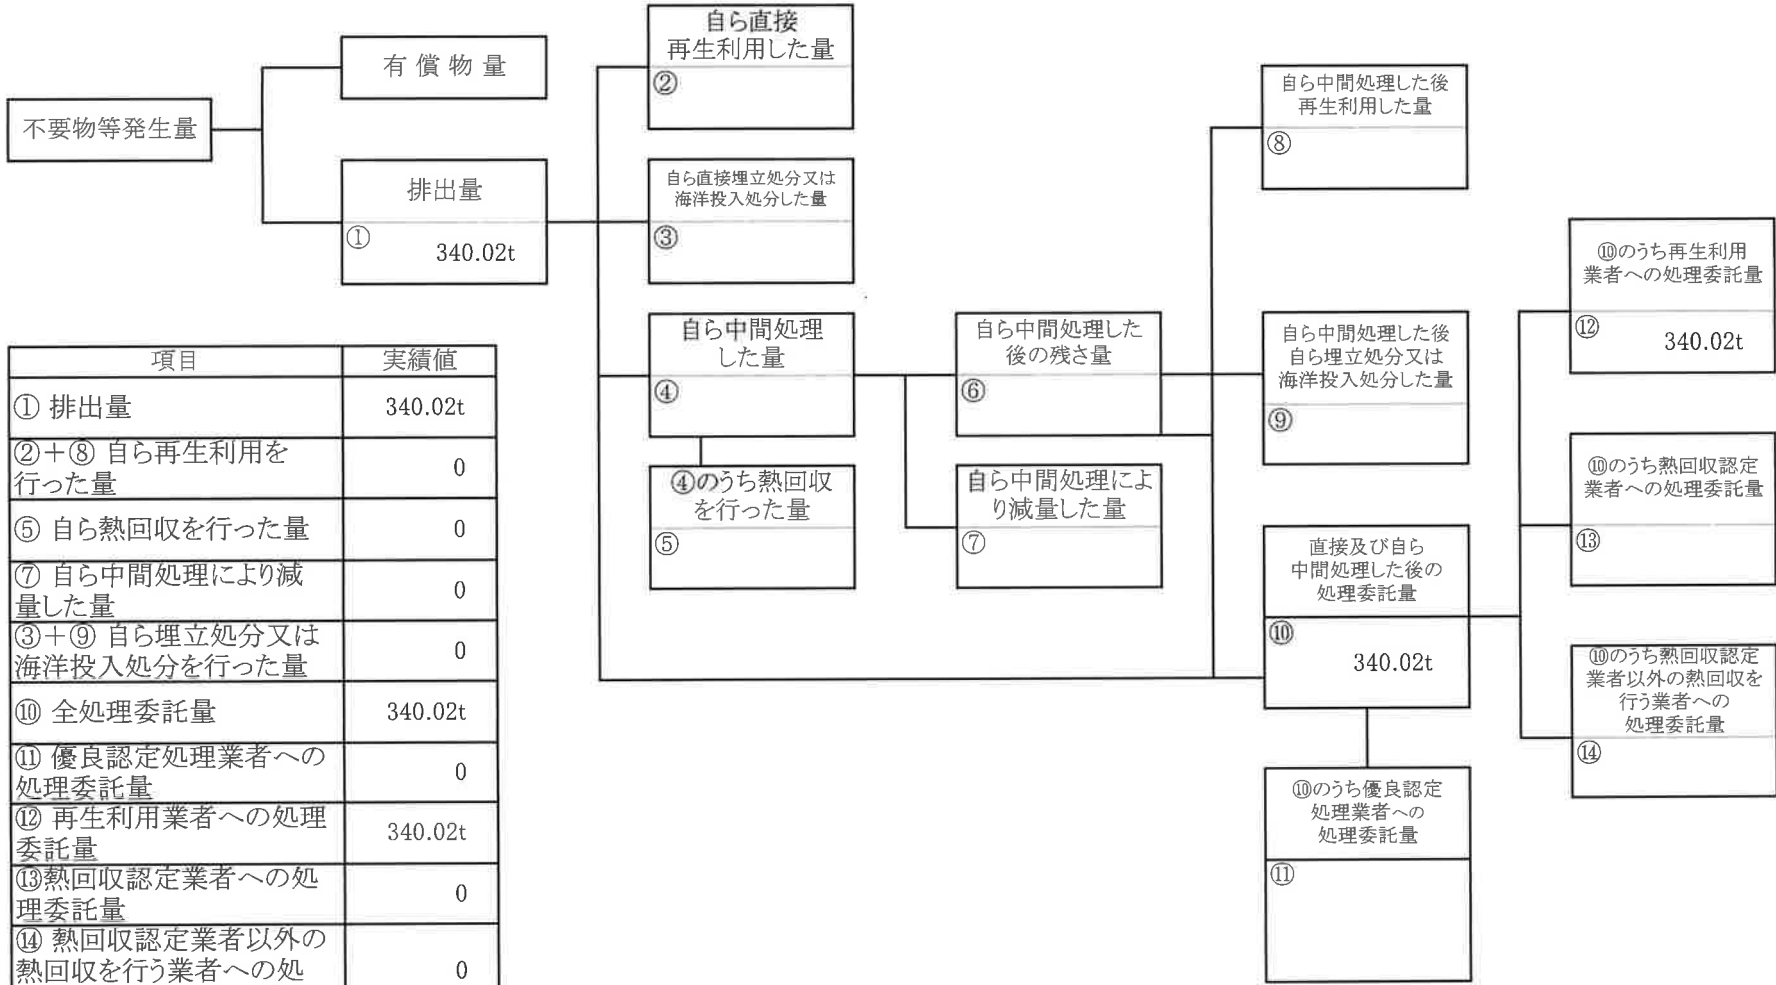 不要物等発生量
有償物量
排出量
①
340.02t
自ら直接
再生利用した量
②
自ら直接埋立処分又は
海洋投入処分した量
③
自ら中間処理
した量
④
④のうち熱回収
を行った量
⑤
自ら中間処理した
後の残さ量
⑥
自ら中間処理によ
り減量した量
⑦
自ら中間処理した後
再生利用した量
⑧
自ら中間処理した後
自ら埋立処分又は
海洋投入処分した量
⑨
直接及び自ら
中間処理した後の
処理委託量
⑩
340.02t
⑩のうち優良認定
処理業者への
処理委託量
⑪
⑩のうち再生利用
業者への処理委託量
⑫
340.02t
⑩のうち熱回収認定
業者への処理委託量
⑬
⑩のうち熱回収認定
業者以外の熱回収を
行う業者への
処理委託量
⑭
項目 実績値
① 排出量 340.02t
②+⑧ 自ら再生利用を
行った量 0
⑤ 自ら熱回収を行った量 0
⑦ 自ら中間処理により減
量した量 0
③+⑨ 自ら埋立処分又は
海洋投入処分を行った量 0
⑩ 全処理委託量 340.02t
⑪ 優良認定処理業者への
処理委託量 0
⑫ 再生利用業者への処理
委託量 340.02t
⑬熱回収認定業者への処
理委託量 0
⑭ 熱回収認定業者以外の
熱回収を行う業者への処 0